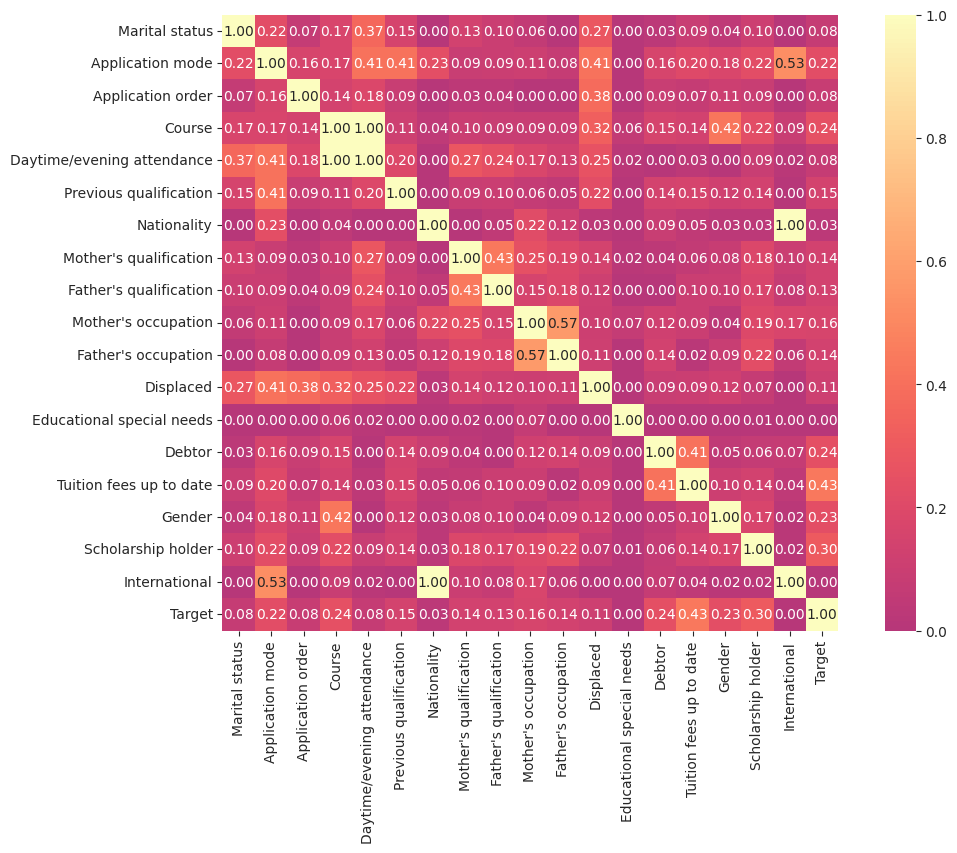 Marital status 1.00 0.22 0.07 0.17 0.37 0.15 0.00 0.13 0.10 0.06 0.00 0.27 0.00 0.03 0.09 0.04 0.10 0.00 0.08
Application mode 0.22 1.00 0.16 0.17 0.41 0.41 0.23 0.09 0.09 0.11 0.08 0.41 0.00 0.16 0.20 0.18 0.22 0.53 0.22
Application order 0.07 0.16 1.00 0.14 0.18 0.09 0.00 0.03 0.04 0.00 0.00 0.38 0.00 0.09 0.07 0.11 0.09 0.00 0.08
Course 0.17 0.17 0.14 1.00 1.00 0.11 0.04 0.10 0.09 0.09 0.09 0.32 0.06 0.15 0.14 0.42 0.22 0.09 0.24
Daytime/evening attendance 0.37 0.41 0.18 1.00 1.00 0.20 0.00 0.27 0.24 0.17 0.13 0.25 0.02 0.00 0.03 0.00 0.09 0.02 0.08
Previous qualification 0.15 0.41 0.09 0.11 0.20 1.00 0.00 0.09 0.10 0.06 0.05 0.22 0.00 0.14 0.15 0.12 0.14 0.00 0.15
Nationality 0.00 0.23 0.00 0.04 0.00 0.00 1.00 0.00 0.05 0.22 0.12 0.03 0.00 0.09 0.05 0.03 0.03 1.00 0.03
Mother's qualification 0.13 0.09 0.03 0.10 0.27 0.09 0.00 1.00 0.43 0.25 0.19 0.14 0.02 0.04 0.06 0.08 0.18 0.10 0.14
Father's qualification 0.10 0.09 0.04 0.09 0.24 0.10 0.05 0.43 1.00 0.15 0.18 0.12 0.00 0.00 0.10 0.10 0.17 0.08 0.13
Mother's occupation 0.06 0.11 0.00 0.09 0.17 0.06 0.22 0.25 0.15 1.00 0.57 0.10 0.07 0.12 0.09 0.04 0.19 0.17 0.16
Father's occupation 0.00 0.08 0.00 0.09 0.13 0.05 0.12 0.19 0.18 0.57 1.00 0.11 0.00 0.14 0.02 0.09 0.22 0.06 0.14
Displaced 0.27 0.41 0.38 0.32 0.25 0.22 0.03 0.14 0.12 0.10 0.11 1.00 0.00 0.09 0.09 0.12 0.07 0.00 0.11
Educational special needs 0.00 0.00 0.00 0.06 0.02 0.00 0.00 0.02 0.00 0.07 0.00 0.00 1.00 0.00 0.00 0.00 0.01 0.00 0.00
Debtor 0.03 0.16 0.09 0.15 0.00 0.14 0.09 0.04 0.00 0.12 0.14 0.09 0.00 1.00 0.41 0.05 0.06 0.07 0.24
Tuition fees up to date 0.09 0.20 0.07 0.14 0.03 0.15 0.05 0.06 0.10 0.09 0.02 0.09 0.00 0.41 1.00 0.10 0.14 0.04 0.43
Gender 0.04 0.18 0.11 0.42 0.00 0.12 0.03 0.08 0.10 0.04 0.09 0.12 0.00 0.05 0.10 1.00 0.17 0.02 0.23
Scholarship holder 0.10 0.22 0.09 0.22 0.09 0.14 0.03 0.18 0.17 0.19 0.22 0.07 0.01 0.06 0.14 0.17 1.00 0.02 0.30
International 0.00 0.53 0.00 0.09 0.02 0.00 1.00 0.10 0.08 0.17 0.06 0.00 0.00 0.07 0.04 0.02 0.02 1.00 0.00
Target 0.08 0.22 0.08 0.24 0.08 0.15 0.03 0.14 0.13 0.16 0.14 0.11 0.00 0.24 0.43 0.23 0.30 0.00 1.00
Marital status
Application mode
Application order
Course
Daytime/evening attendance
Previous qualification
Nationality
Mother's qualification
Father's qualification
Mother's occupation
Father's occupation
Displaced
Educational special needs
Debtor
Tuition fees up to date
Gender
Scholarship holder
International
Target
1.0
0.8
0.6
0.4
0.2
0.0